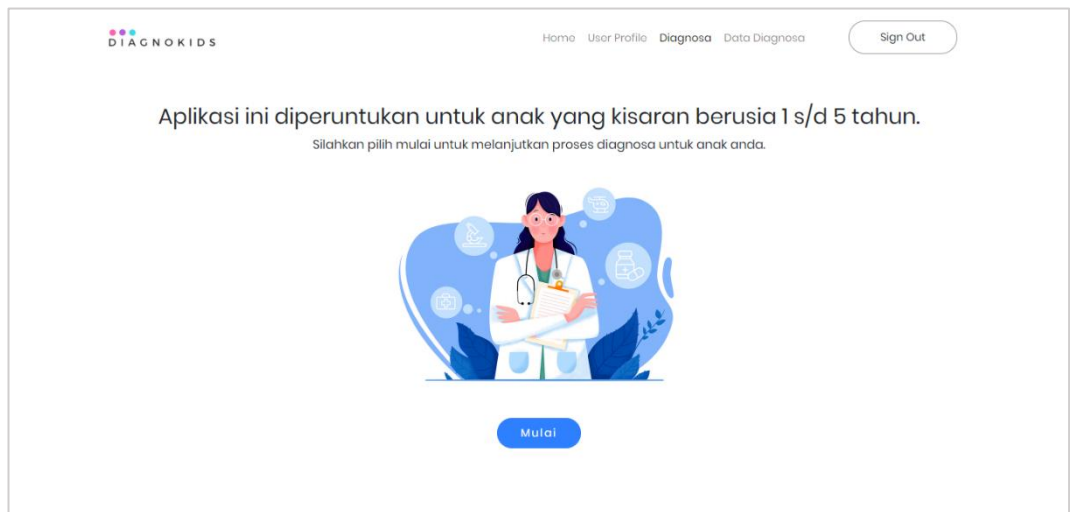 DIAGNOKIDS
Home User Profile Diagnosa Data Diagnosa Sign Out
Aplikasi ini diperuntukan untuk anak yang kisaran berusia 1 s/d 5 tahun.
Silahkan pilih mulai untuk melanjutkan proses diagnosa untuk anak anda.
Mulai